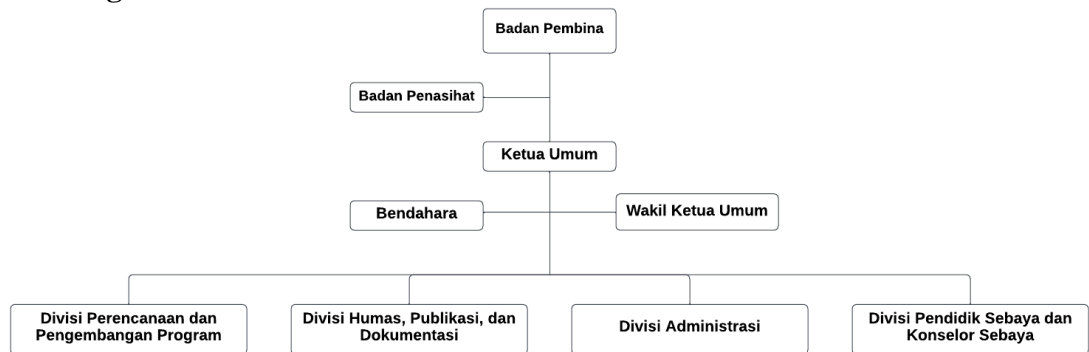 Badan Pembina
Badan Penasihat
Ketua Umum
Bendahara
Wakil Ketua Umum
Divisi Perencanaan dan
Pengembangan Program
Divisi Humas, Publikasi, dan
Dokumentasi
Divisi Administrasi
Divisi Pendidik Sebaya dan
Konselor Sebaya